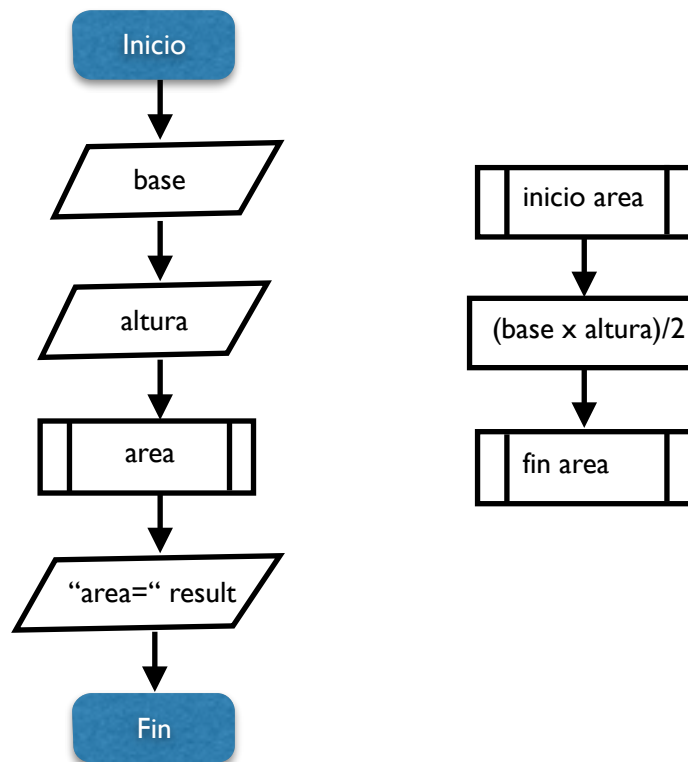 Inicio
base
altura
area
“area=“ result
Fin
inicio area
(base x altura)/2
fin area